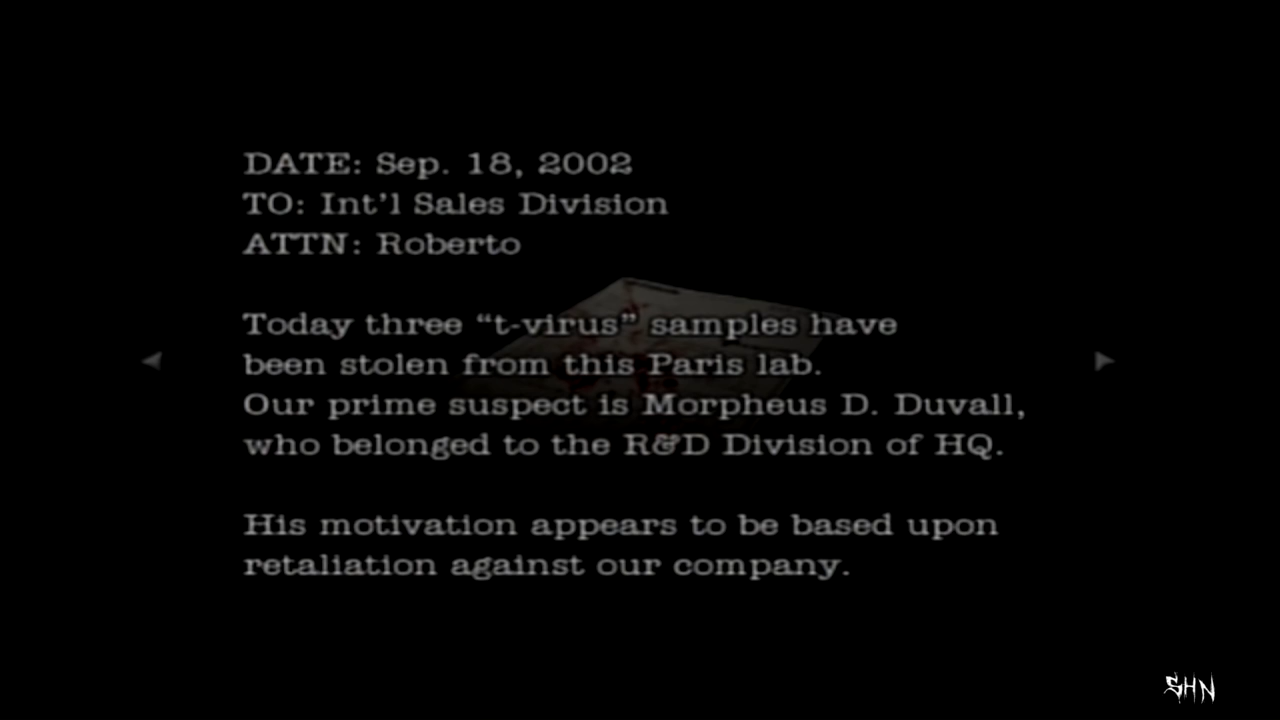 DATE: Sep. 18, 2002
TO: Int'l Sales Division
ATTN: Roberto
Today three “t-virus” samples have
been stolen from this Paris lab.
Our prime suspect is Morpheus D. Duvall,
who belonged to the R&D Division of HQ.
His motivation appears to be based upon
retaliation against our company.
SHN